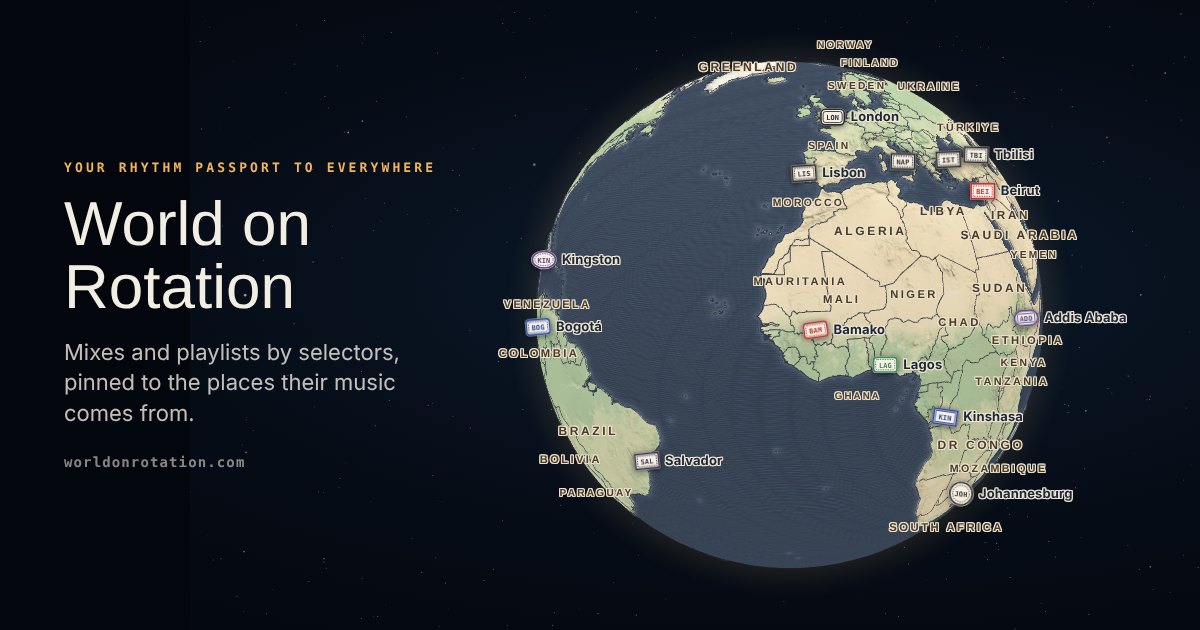 YOUR RHYTHM PASSPORT TO EVERYWHERE
World on
Rotation
Mixes and playlists by selectors,
pinned to the places their music
comes from.
worldonrotation.com
NORWAY
FINLAND
GREENLAND
SWEDEN
UKRAINE
LON London
TÜRKIYE
SPAIN
NAP
IST
TBI Tbilisi
LIS Lisbon
BEI Beirut
MOROCCO
LIBYA
IRAN
ALGERIA
SAUDI ARABIA
YEMEN
KIN Kingston
MAURITANIA
MALI
NIGER
SUDAN
VENEZUELA
BOG Bogotá
BAM Bamako
CHAD
ADD Addis Ababa
ETHIOPIA
COLOMBIA
LAG Lagos
KENYA
TANZANIA
GHANA
KIN Kinshasa
BRAZIL
DR CONGO
BOLIVIA
SAL Salvador
MOZAMBIQUE
PARAGUAY
JOH Johannesburg
SOUTH AFRICA